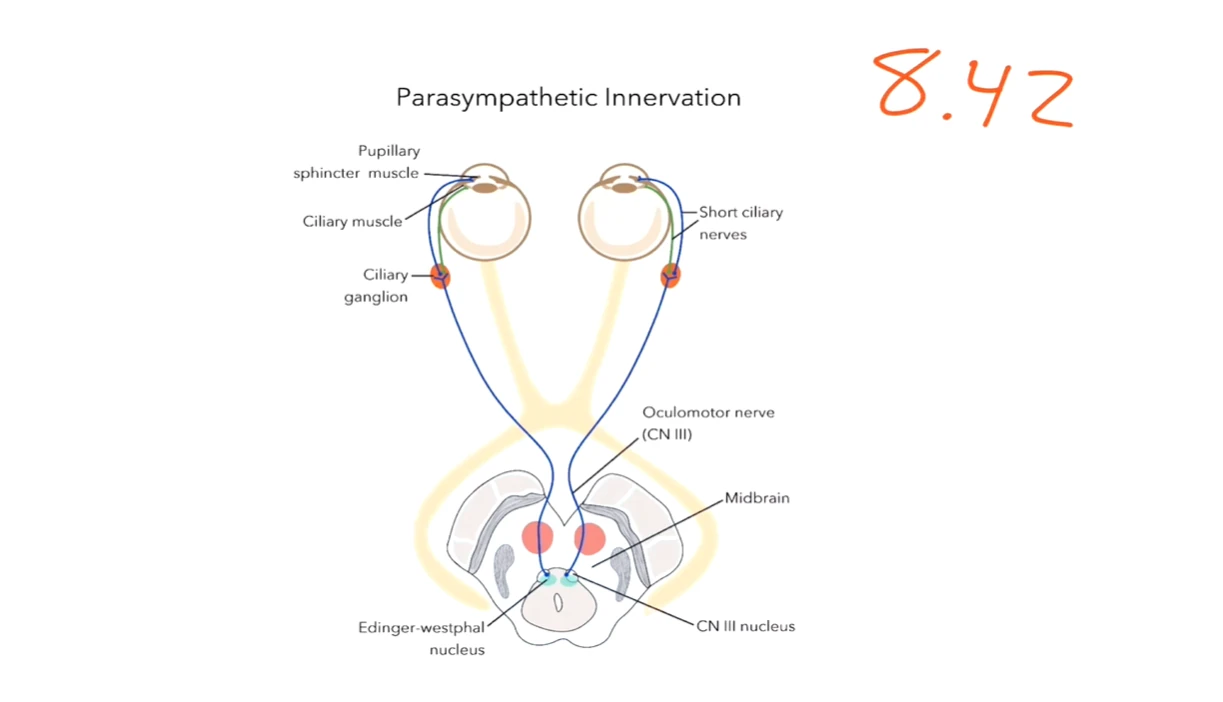 8.42
Parasympathetic Innervation
Pupillary
sphincter muscle
Ciliary muscle
Short ciliary
nerves
Ciliary
ganglion
Oculomotor nerve
(CN III)
Midbrain
Edinger-westphal
nucleus
CN III nucleus